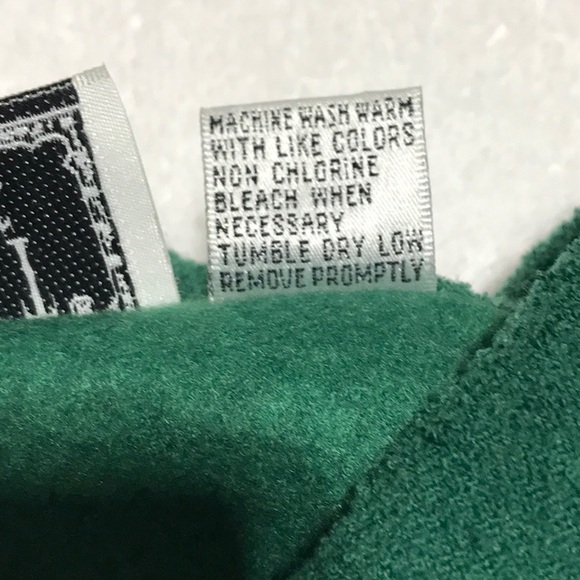 MACHINE WASH WARM
WITH LIKE COLORS
NON CHLORINE
BLEACH WHEN
NECESSARY
TUMBLE DRY LOW
REMOVE PROMPTLY